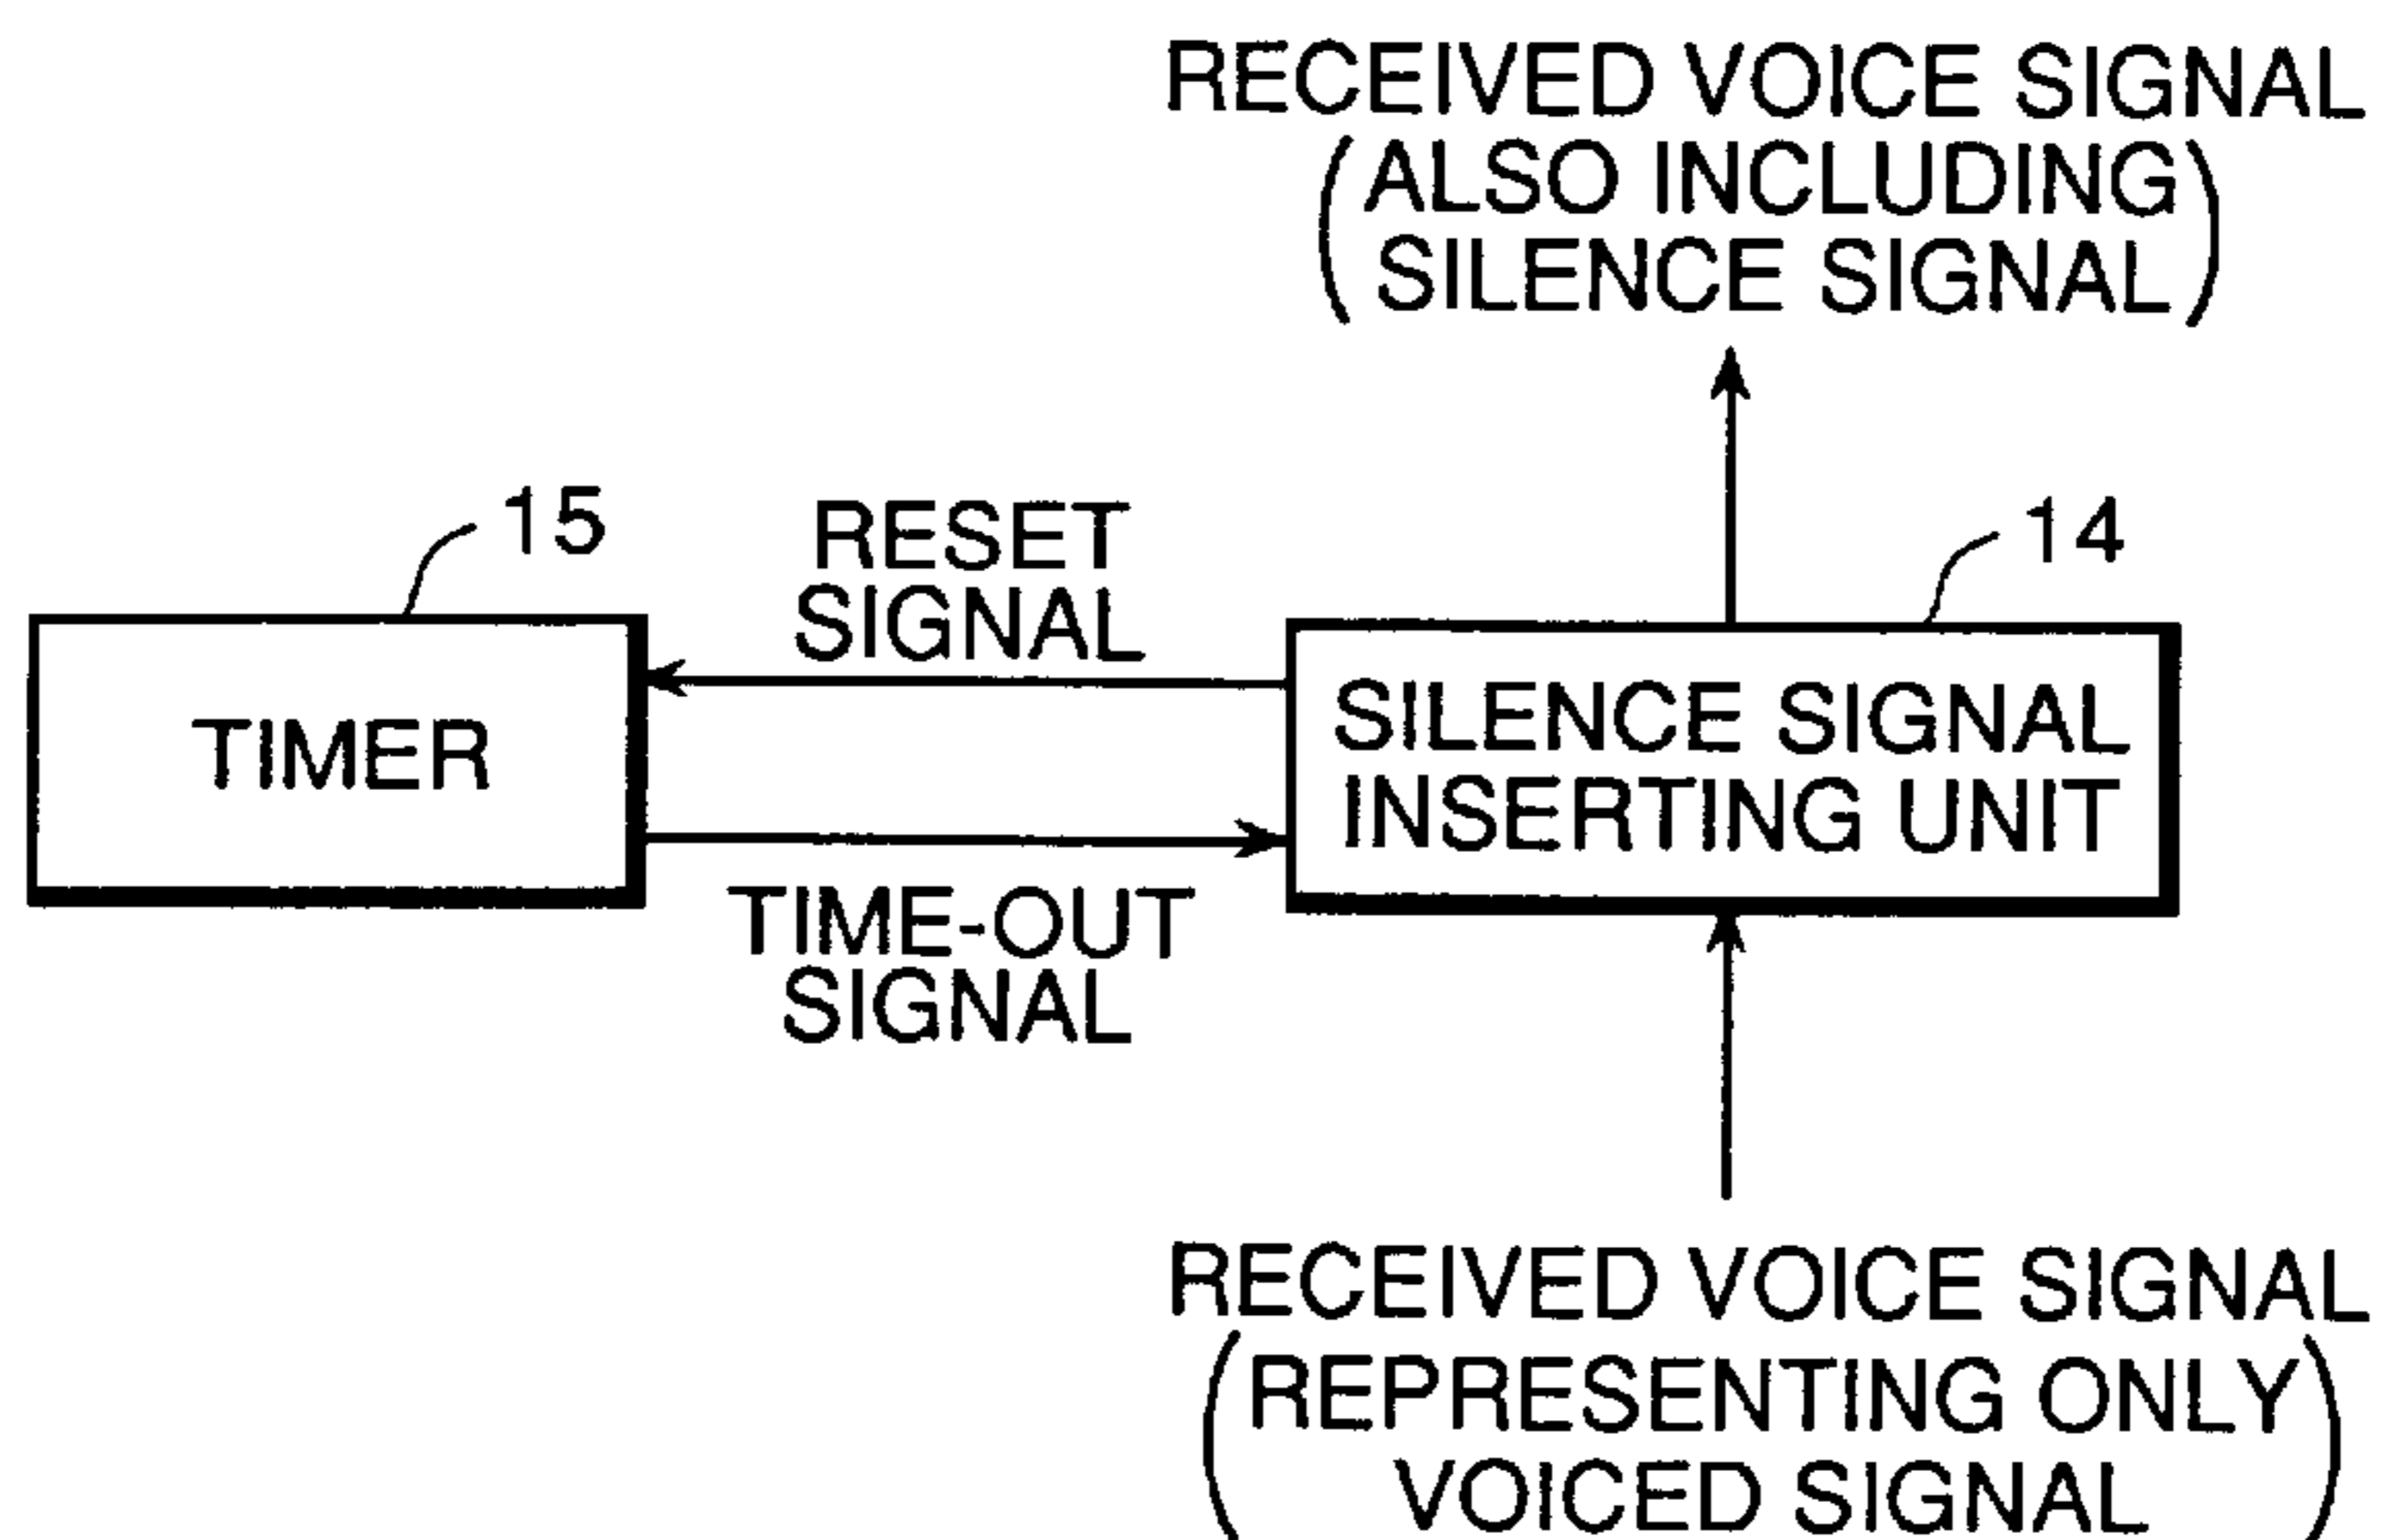 RECEIVED VOICE SIGNAL
(ALSO INCLUDING
SILENCE SIGNAL)
15
RESET
SIGNAL
14
TIMER
SILENCE SIGNAL
INSERTING UNIT
TIME-OUT
SIGNAL
RECEIVED VOICE SIGNAL
(REPRESENTING ONLY
VOICED SIGNAL)